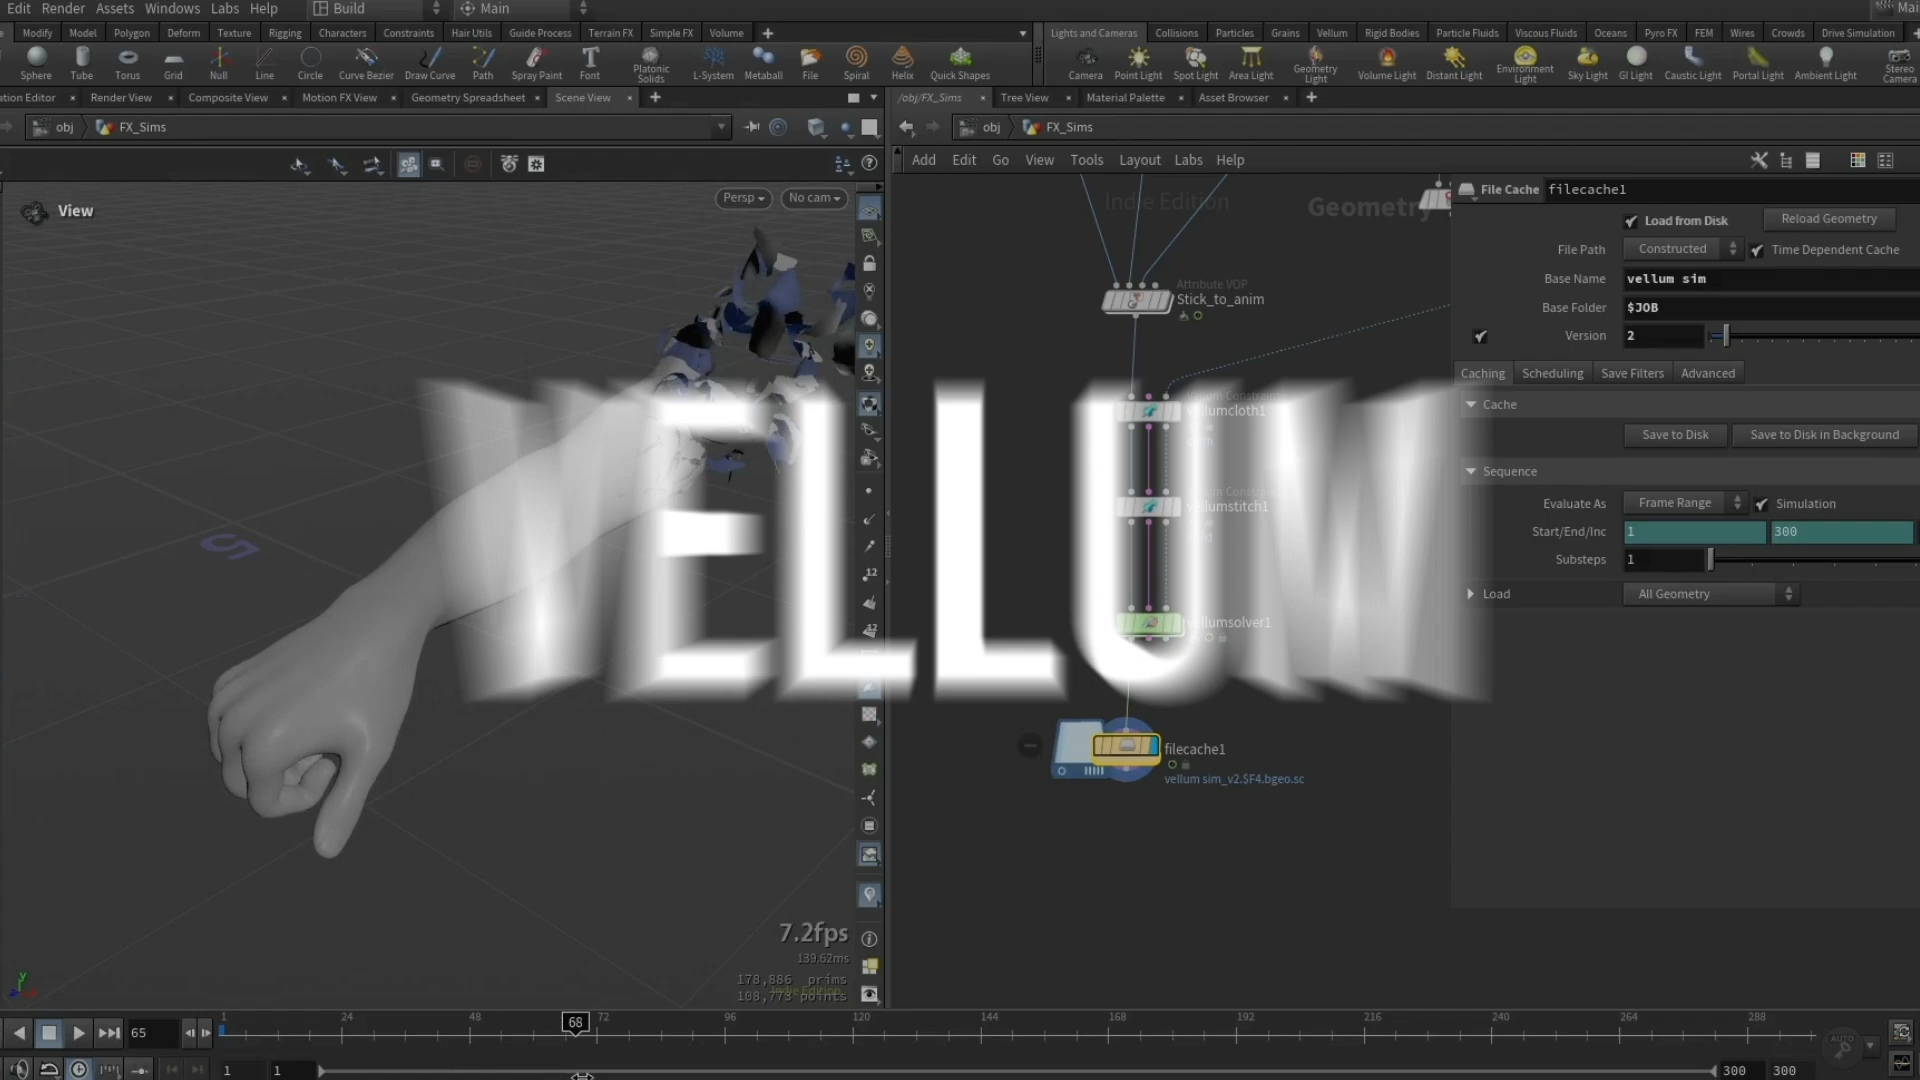 Edit Render Assets Windows Labs Help Build Main
Modify Model Polygon Deform Texture Rigging Characters Constraints Hair Utils Guide Process Terrain FX Simple FX Volume
Lights and Cameras Collisions Particles Grains Vellum Rigid Bodies Particle Fluids Viscous Fluids Oceans Pyro FX FEM Wires Crowds Drive Simulation
Sphere Tube Torus Grid Null Line Circle Curve Bezier Draw Curve Path Spray Paint Font Platonic Solids L-System Metaball File Spiral Helix Quick Shapes
Camera Point Light Spot Light Area Light Geometry Light Volume Light Distant Light Environment Light Sky Light GI Light Caustic Light Portal Light Ambient Light Stereo Camera
Render View Composite View Motion FX View Geometry Spreadsheet Scene View
/obj/FX_Sims Tree View Material Palette Asset Browser
obj FX_Sims
obj FX_Sims
Add Edit Go View Tools Layout Labs Help
View
Persp No cam
Indie Edition
Geometry
Attribute VOP
Stick_to_anim
vellumcloth1
vellumstitch1
vellumsolver1
filecache1
vellum sim_v2.$F4.bgeo.sc
VELLUM
File Cache filecache1
Load from Disk Reload Geometry
File Path Constructed Time Dependent Cache
Base Name vellum sim
Base Folder $JOB
Version 2
Caching Scheduling Save Filters Advanced
Cache
Save to Disk Save to Disk in Background
Sequence
Evaluate As Frame Range Simulation
Start/End/Inc 1 300
Substeps 1
Load All Geometry
7.2fps
139.62ms
178,886 prims
108,773 points
Indie Edition
65 1 24 48 68 72 96 120 144 168 192 216 240 264 288
AUTO
1 1 300 300